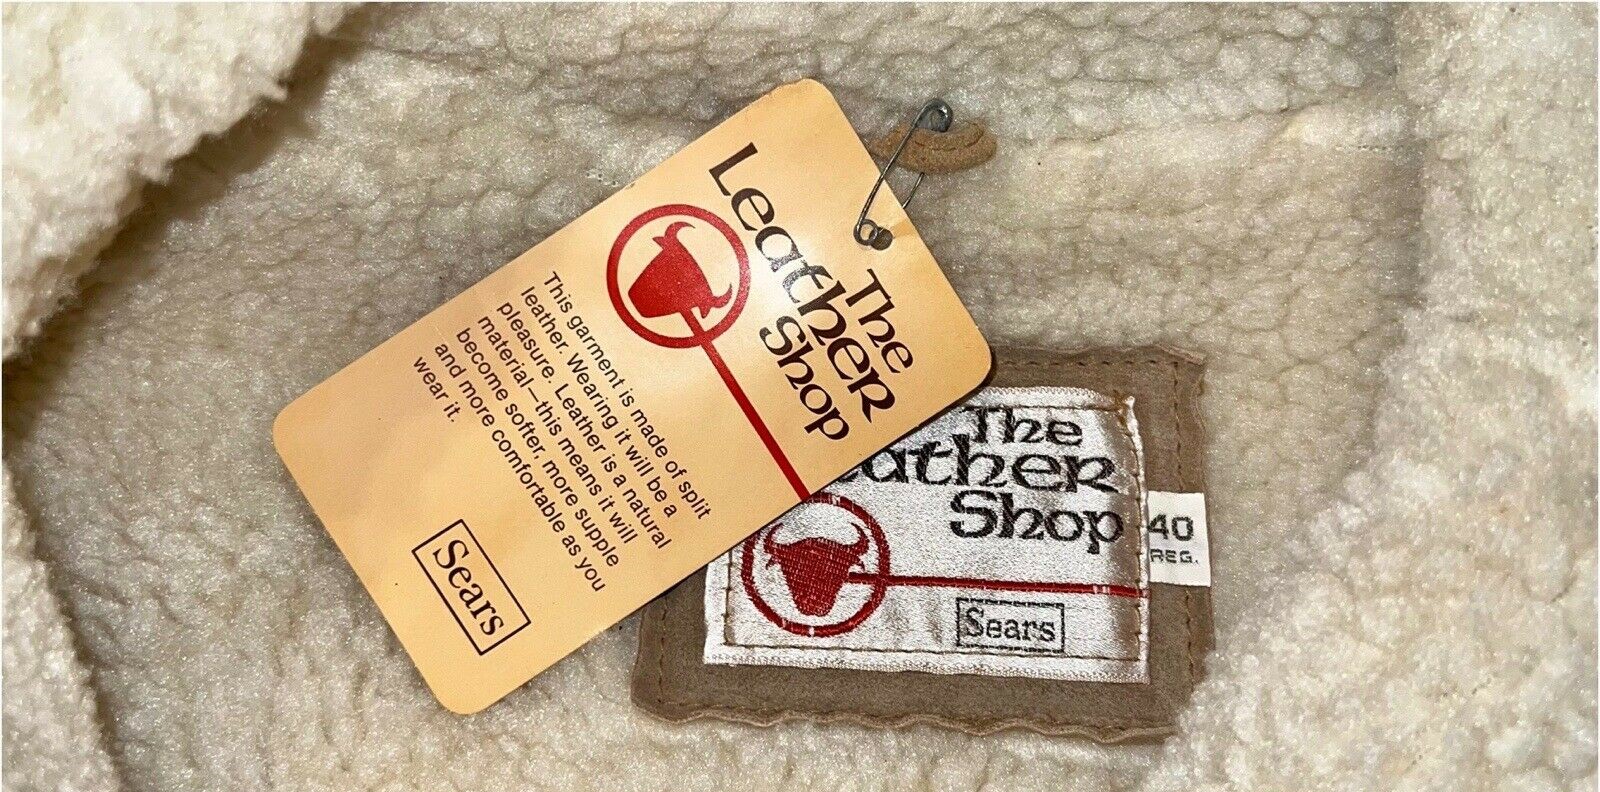 The
Leather
Shop
This garment is made of split
leather. Wearing it will be a
pleasure. Leather is a natural
material—this means it will
become softer, more supple
and more comfortable as you
wear it.
Sears
The
eather
Shop
Sears
40
REG.